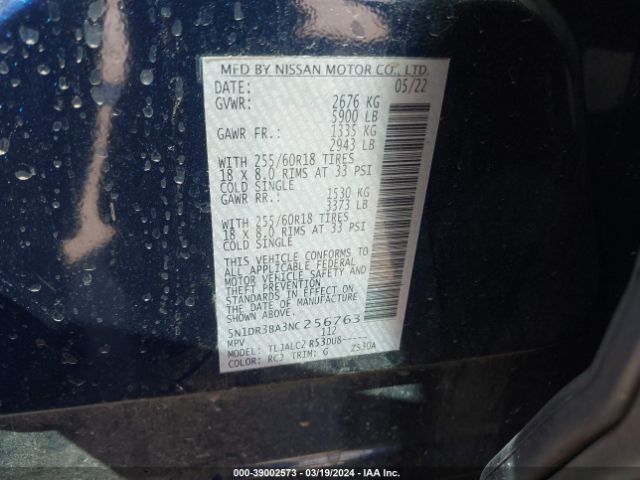 MFD BY NISSAN MOTOR CO., LTD.
DATE: 05/22
GVWR: 2676 KG
5900 LB
GAWR FR.: 1335 KG
2943 LB
WITH 255/60R18 TIRES
18 X 8.0 RIMS AT 33 PSI
COLD SINGLE
GAWR RR.: 1530 KG
3373 LB
WITH 255/60R18 TIRES
18 X 8.0 RIMS AT 33 PSI
COLD SINGLE
THIS VEHICLE CONFORMS TO
ALL APPLICABLE FEDERAL
MOTOR VEHICLE SAFETY AND
THEFT PREVENTION
STANDARDS IN EFFECT ON
THE DATE OF MANUFACTURE
SHOWN ABOVE.
5N1DR3BA3NC256763
MPV 112
MODEL: TLJALCZ R53DU8-----
COLOR: RCJ TRIM: G ZS30A
000-39002573 - 03/19/2024 - IAA Inc.